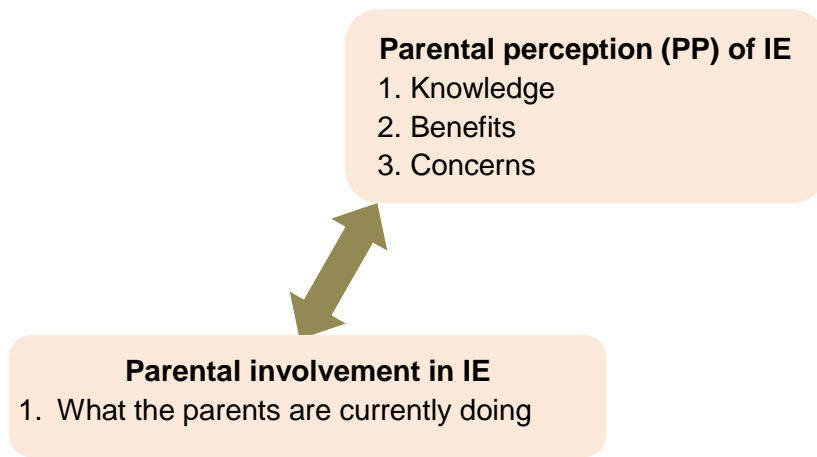 Parental perception (PP) of IE
1. Knowledge
2. Benefits
3. Concerns
Parental involvement in IE
1. What the parents are currently doing